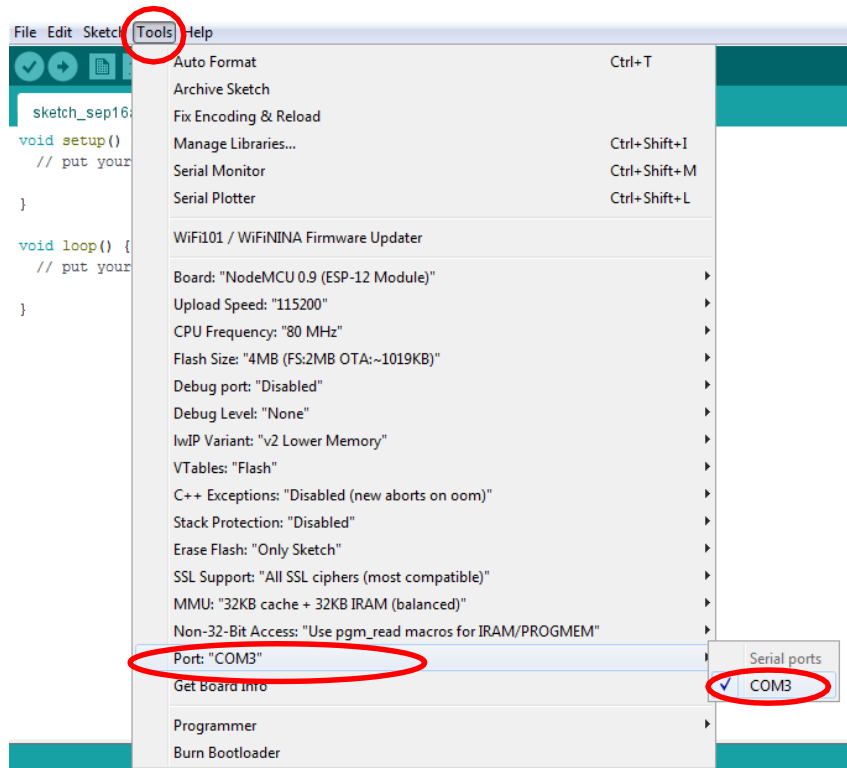 File Edit Sketch Tools Help
Auto Format Ctrl+T
Archive Sketch
sketch_sep16a
Fix Encoding & Reload
void setup()
Manage Libraries... Ctrl+Shift+I
// put your
Serial Monitor Ctrl+Shift+M
Serial Plotter Ctrl+Shift+L
}
WiFi101 / WiFiNINA Firmware Updater
void loop() {
// put your
Board: "NodeMCU 0.9 (ESP-12 Module)"
Upload Speed: "115200"
}
CPU Frequency: "80 MHz"
Flash Size: "4MB (FS:2MB OTA:~1019KB)"
Debug port: "Disabled"
Debug Level: "None"
lwIP Variant: "v2 Lower Memory"
VTables: "Flash"
C++ Exceptions: "Disabled (new aborts on oom)"
Stack Protection: "Disabled"
Erase Flash: "Only Sketch"
SSL Support: "All SSL ciphers (most compatible)"
MMU: "32KB cache + 32KB IRAM (balanced)"
Non-32-Bit Access: "Use pgm_read macros for IRAM/PROGMEM"
Port: "COM3"
Serial ports
Get Board Info
COM3
Programmer
Burn Bootloader